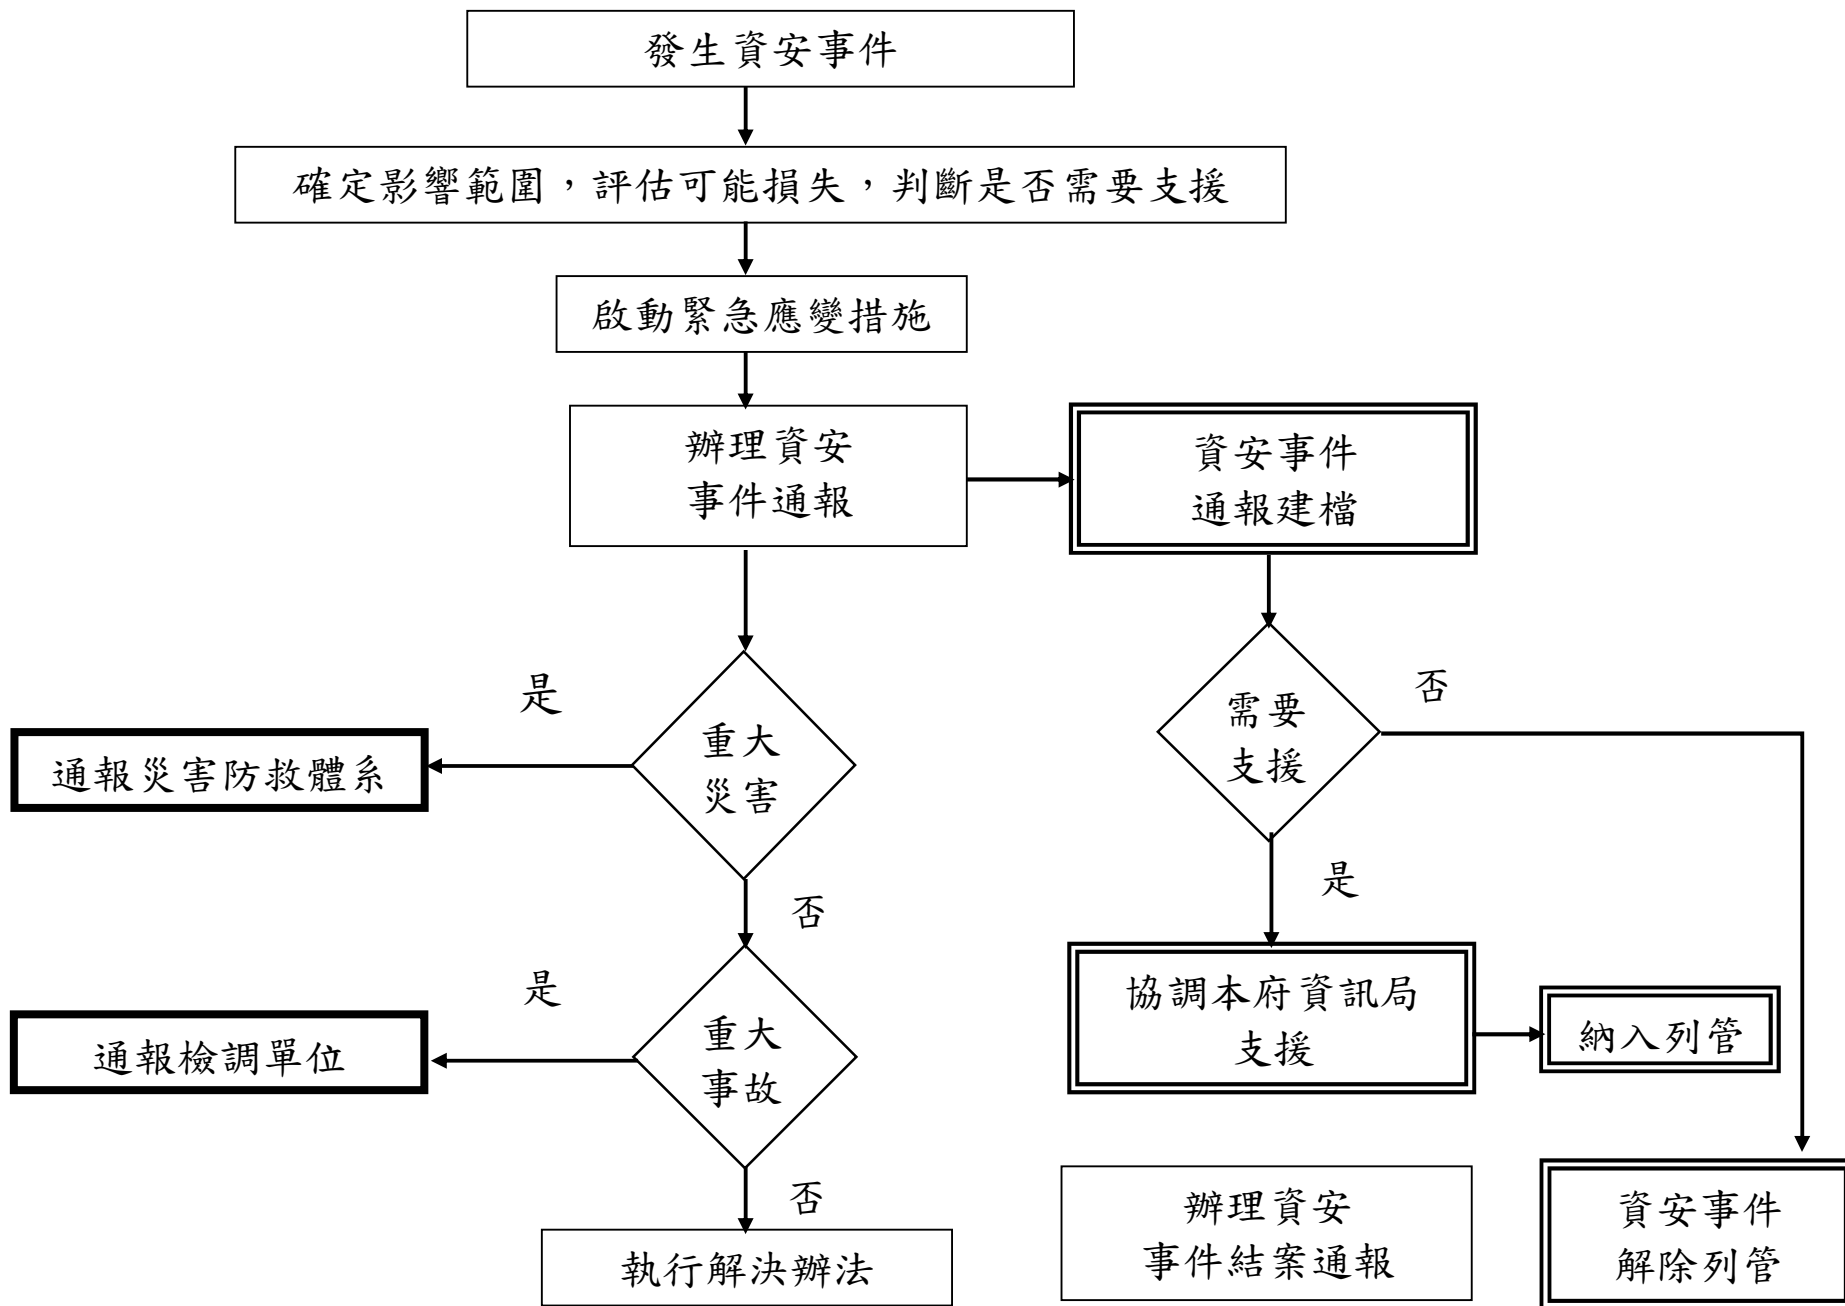 發生資安事件
確定影響範圍，評估可能損失，判斷是否需要支援
啟動緊急應變措施
辦理資安
事件通報
資安事件
通報建檔
是
重大
災害
通報災害防救體系
需要
支援
否
是
否
是
重大
事故
通報檢調單位
協調本府資訊局
支援
納入列管
否
執行解決辦法
辦理資安
事件結案通報
資安事件
解除列管